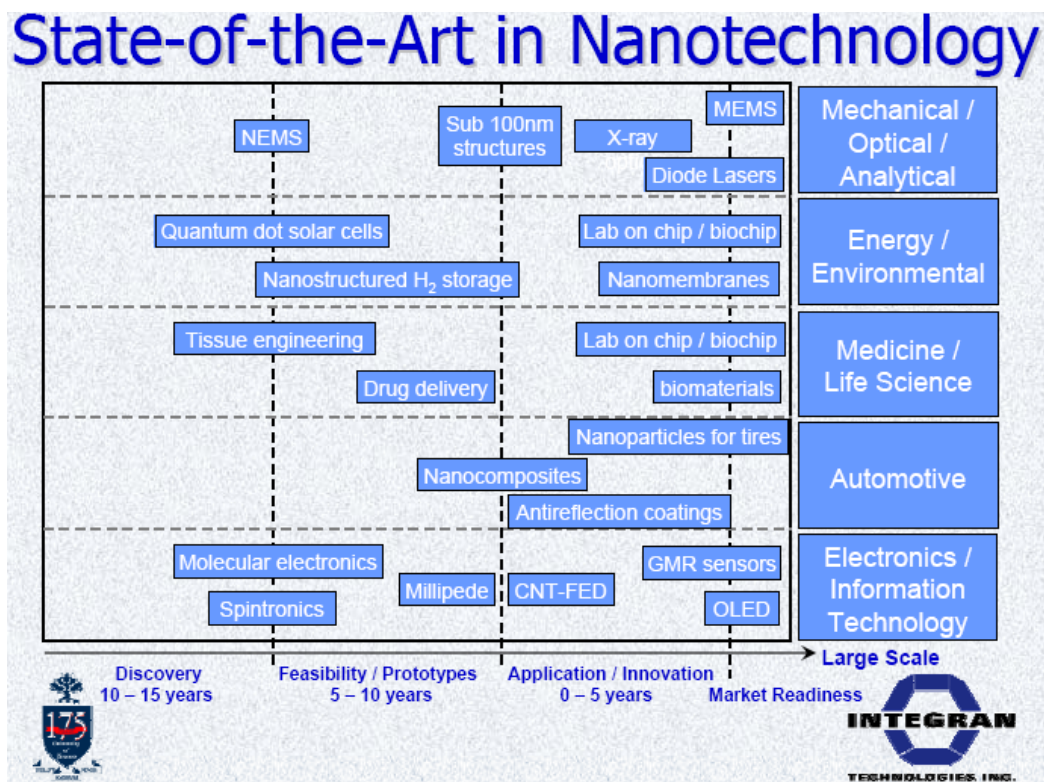 State-of-the-Art in Nanotechnology
MEMS
NEMS
Sub 100nm
structures
X-ray
Diode Lasers
Mechanical /
Optical /
Analytical
Quantum dot solar cells
Lab on chip / biochip
Nanostructured H₂ storage
Nanomembranes
Energy /
Environmental
Tissue engineering
Lab on chip / biochip
Drug delivery
biomaterials
Medicine /
Life Science
Nanoparticles for tires
Nanocomposites
Antireflection coatings
Automotive
Molecular electronics
GMR sensors
Millipede
CNT-FED
Spintronics
OLED
Electronics /
Information
Technology
Large Scale
Discovery
10 – 15 years
Feasibility / Prototypes
5 – 10 years
Application / Innovation
0 – 5 years
Market Readiness
175
University
of
INTEGRAN
TECHNOLOGIES INC.